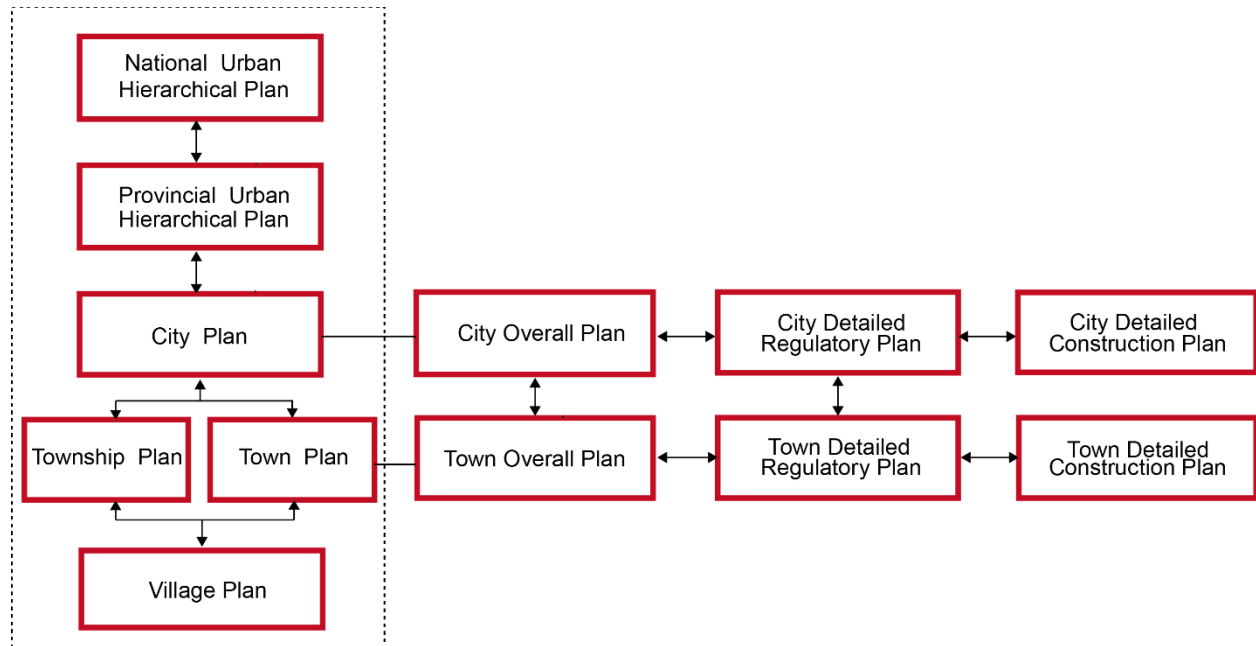 National Urban
Hierarchical Plan
Provincial Urban
Hierarchical Plan
City Plan
City Overall Plan
City Detailed
Regulatory Plan
City Detailed
Construction Plan
Township Plan
Town Plan
Town Overall Plan
Town Detailed
Regulatory Plan
Town Detailed
Construction Plan
Village Plan